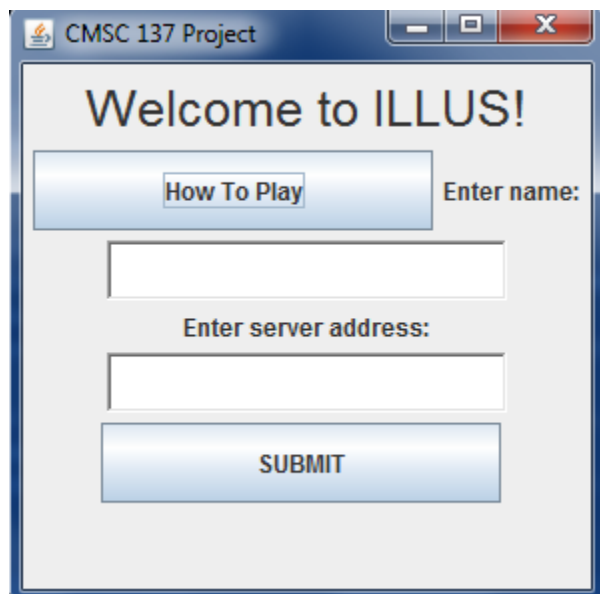 CMSC 137 Project
Welcome to ILLUS!
How To Play Enter name:
Enter server address:
SUBMIT